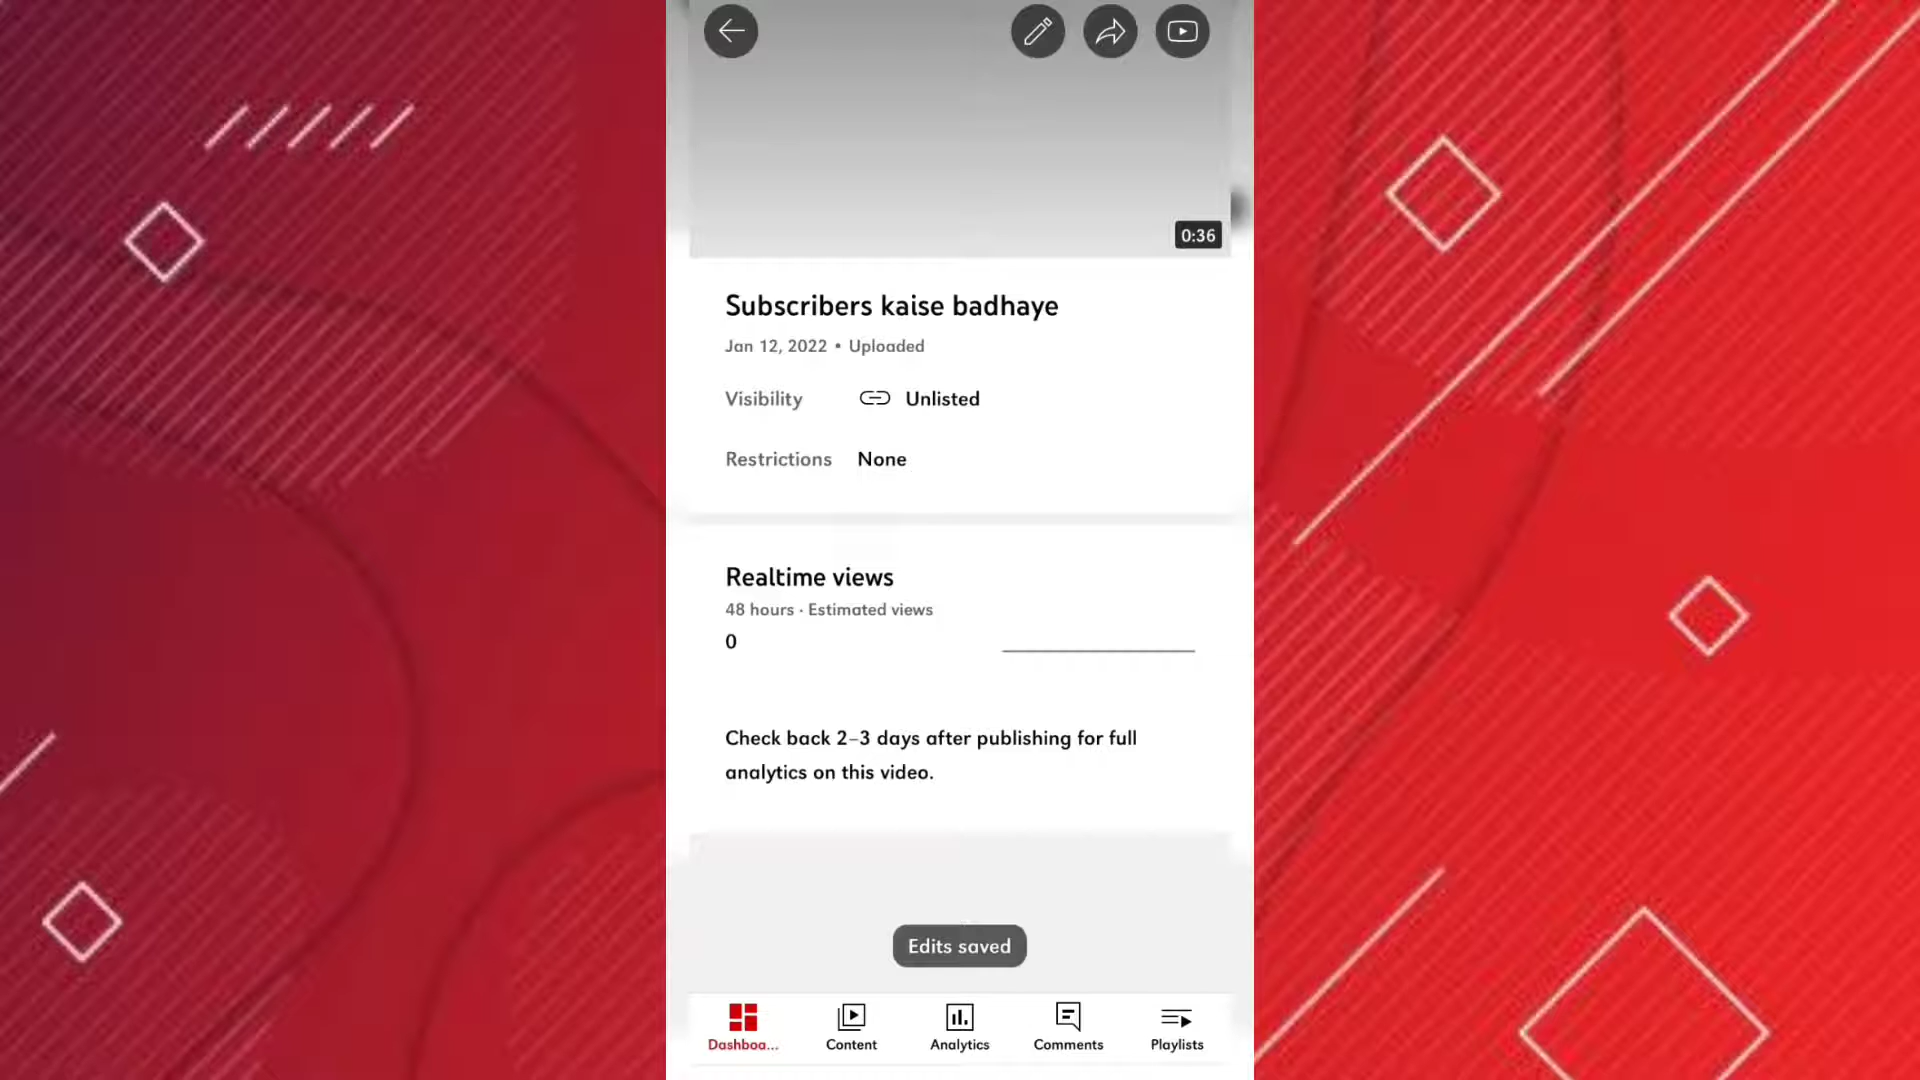 0:36
Subscribers kaise badhaye
Jan 12, 2022 • Uploaded
Visibility Unlisted
Restrictions None
Realtime views
48 hours · Estimated views
0
Check back 2–3 days after publishing for full
analytics on this video.
Edits saved
Dashboa... Content Analytics Comments Playlists